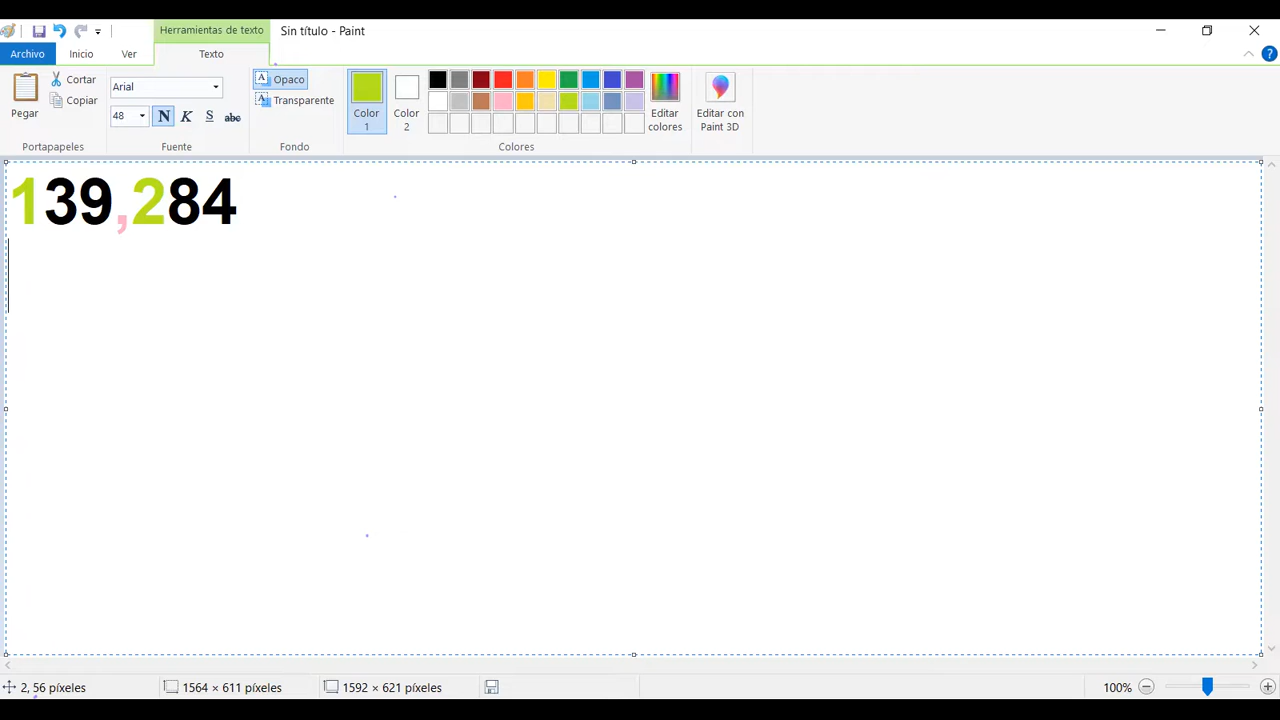 Herramientas de texto
Sin título - Paint
Archivo
Inicio
Ver
Texto
Pegar
Cortar
Copiar
Portapapeles
Arial
48
N K S abc
Fuente
Opaco
Transparente
Fondo
Color 1
Color 2
Editar colores
Colores
Editar con Paint 3D
139,284
2, 56 píxeles
1564 × 611 píxeles
1592 × 621 píxeles
100%